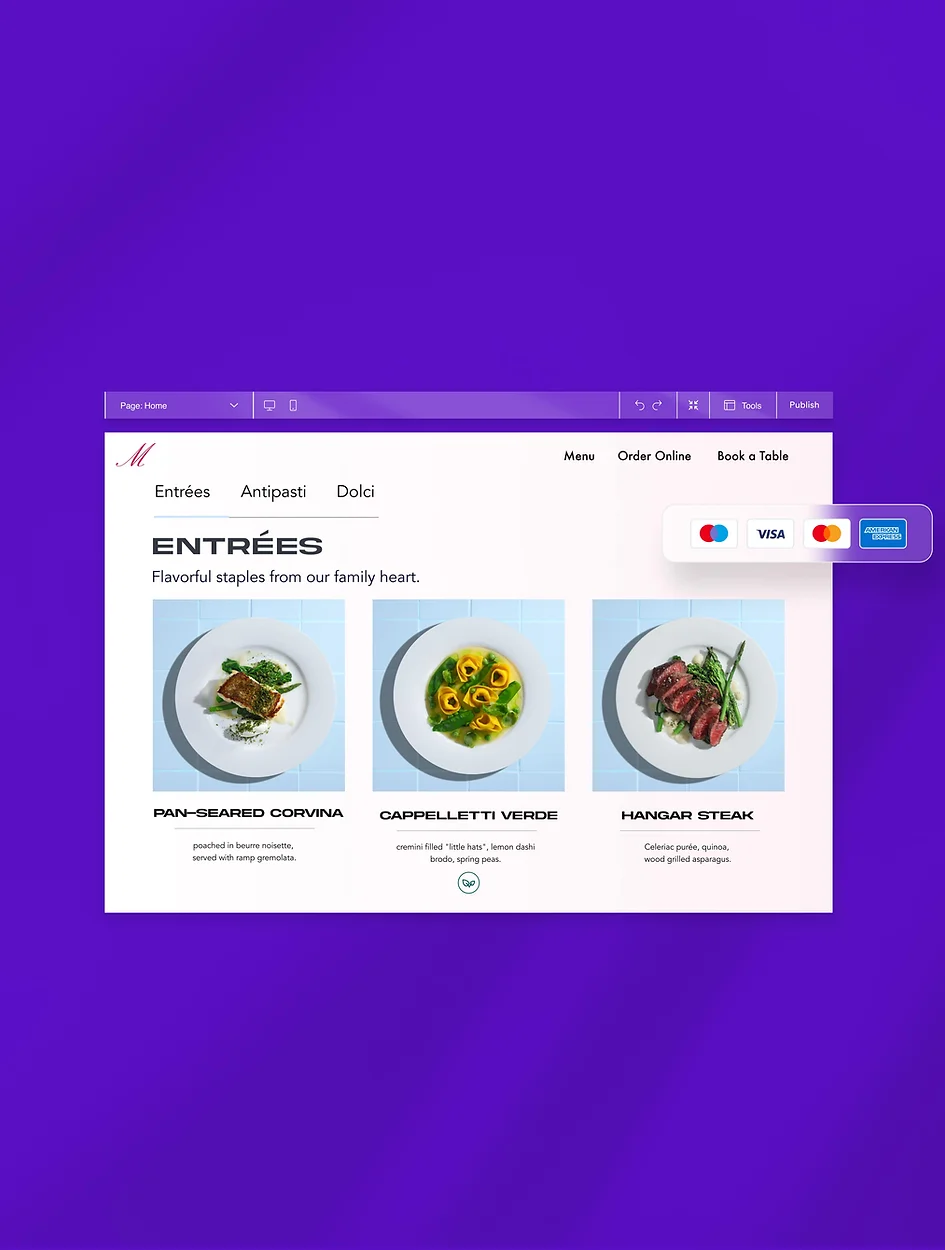 Page: Home
Tools
Publish
M
Menu
Order Online
Book a Table
Entrées
Antipasti
Dolci
VISA
AMERICAN
EXPRESS
ENTRÉES
Flavorful staples from our family heart.
PAN-SEARED CORVINA
poached in beurre noisette,
served with ramp gremolata.
CAPPELLETTI VERDE
cremini filled "little hats", lemon dashi
brodo, spring peas.
HANGAR STEAK
Celeriac purée, quinoa,
wood grilled asparagus.